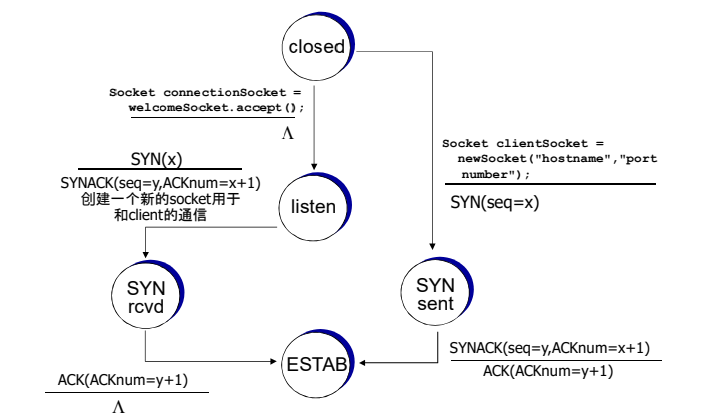 closed
Socket connectionSocket =
welcomeSocket.accept();
Λ
Socket clientSocket =
newSocket("hostname","port
number");
SYN(seq=x)
SYN(x)
SYNACK(seq=y,ACKnum=x+1)
创建一个新的socket用于
和client的通信
listen
SYN
rcvd
SYN
sent
ESTAB
SYNACK(seq=y,ACKnum=x+1)
ACK(ACKnum=y+1)
ACK(ACKnum=y+1)
Λ